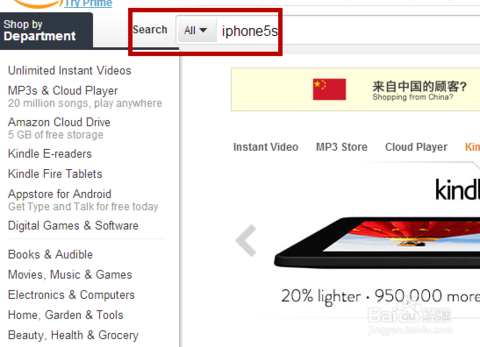 Try Prime
Shop by
Department
Search
All
iphone5s
Unlimited Instant Videos
MP3s & Cloud Player
20 million songs, play anywhere
Amazon Cloud Drive
5 GB of free storage
Kindle E-readers
Kindle Fire Tablets
Appstore for Android
Get Type and Talk for free today
Digital Games & Software
Books & Audible
Movies, Music & Games
Electronics & Computers
Home, Garden & Tools
Beauty, Health & Grocery
来自中国的顾客?
Shopping from China?
Instant Video MP3 Store Cloud Player Kin
kindl
20% lighter · 950,000 more
Baidu 经验
jingyan.baidu.com